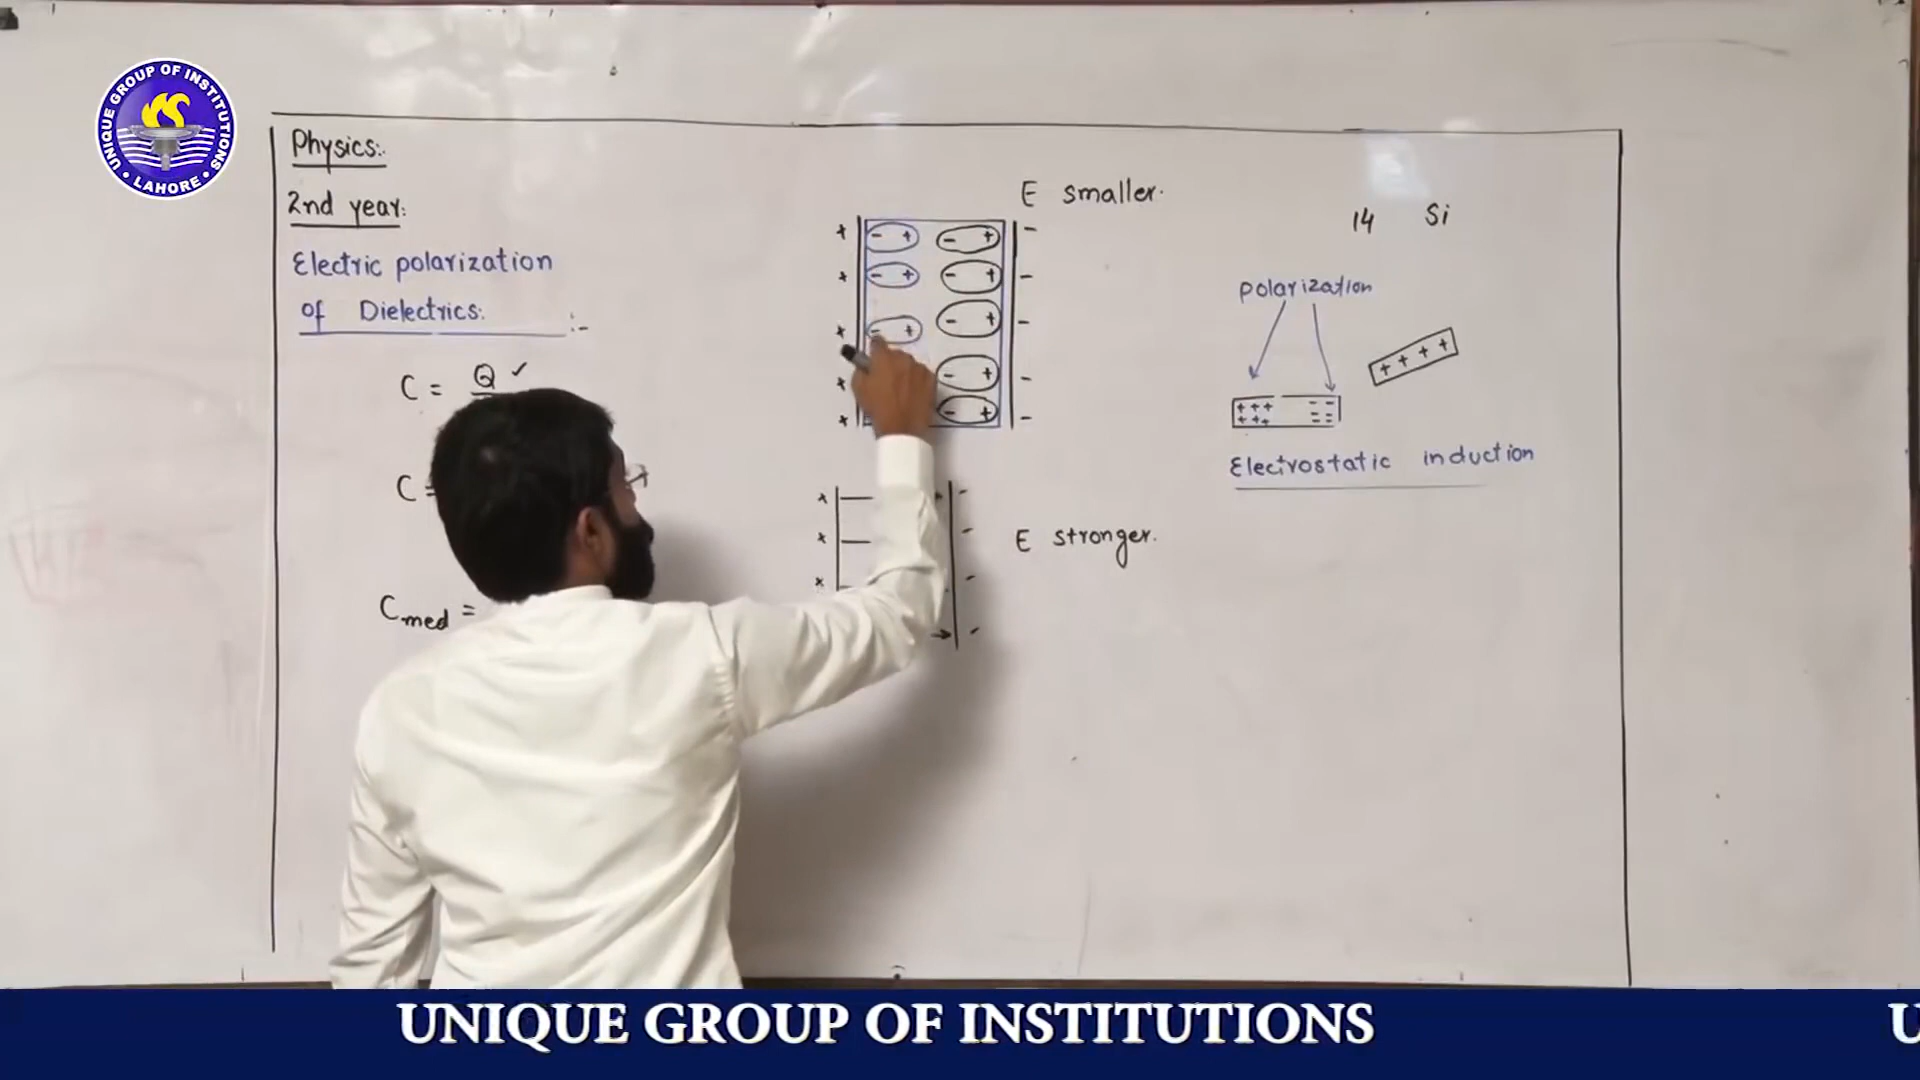 UNIQUE GROUP OF INSTITUTIONS
• LAHORE •
Physics:
2nd year:
Electric polarization
of Dielectrics:
:-
C = Q ✓
C =
Cmed =
E smaller.
+ - + - + -
+ - + - + -
+ - + - + -
+ - + -
+ - + -
+ -
+ -
+ -
E stronger.
-
14 Si
polarization
+ + + +
+ + + - -
+ + + - -
- -
Electrostatic induction
UNIQUE GROUP OF INSTITUTIONS
U